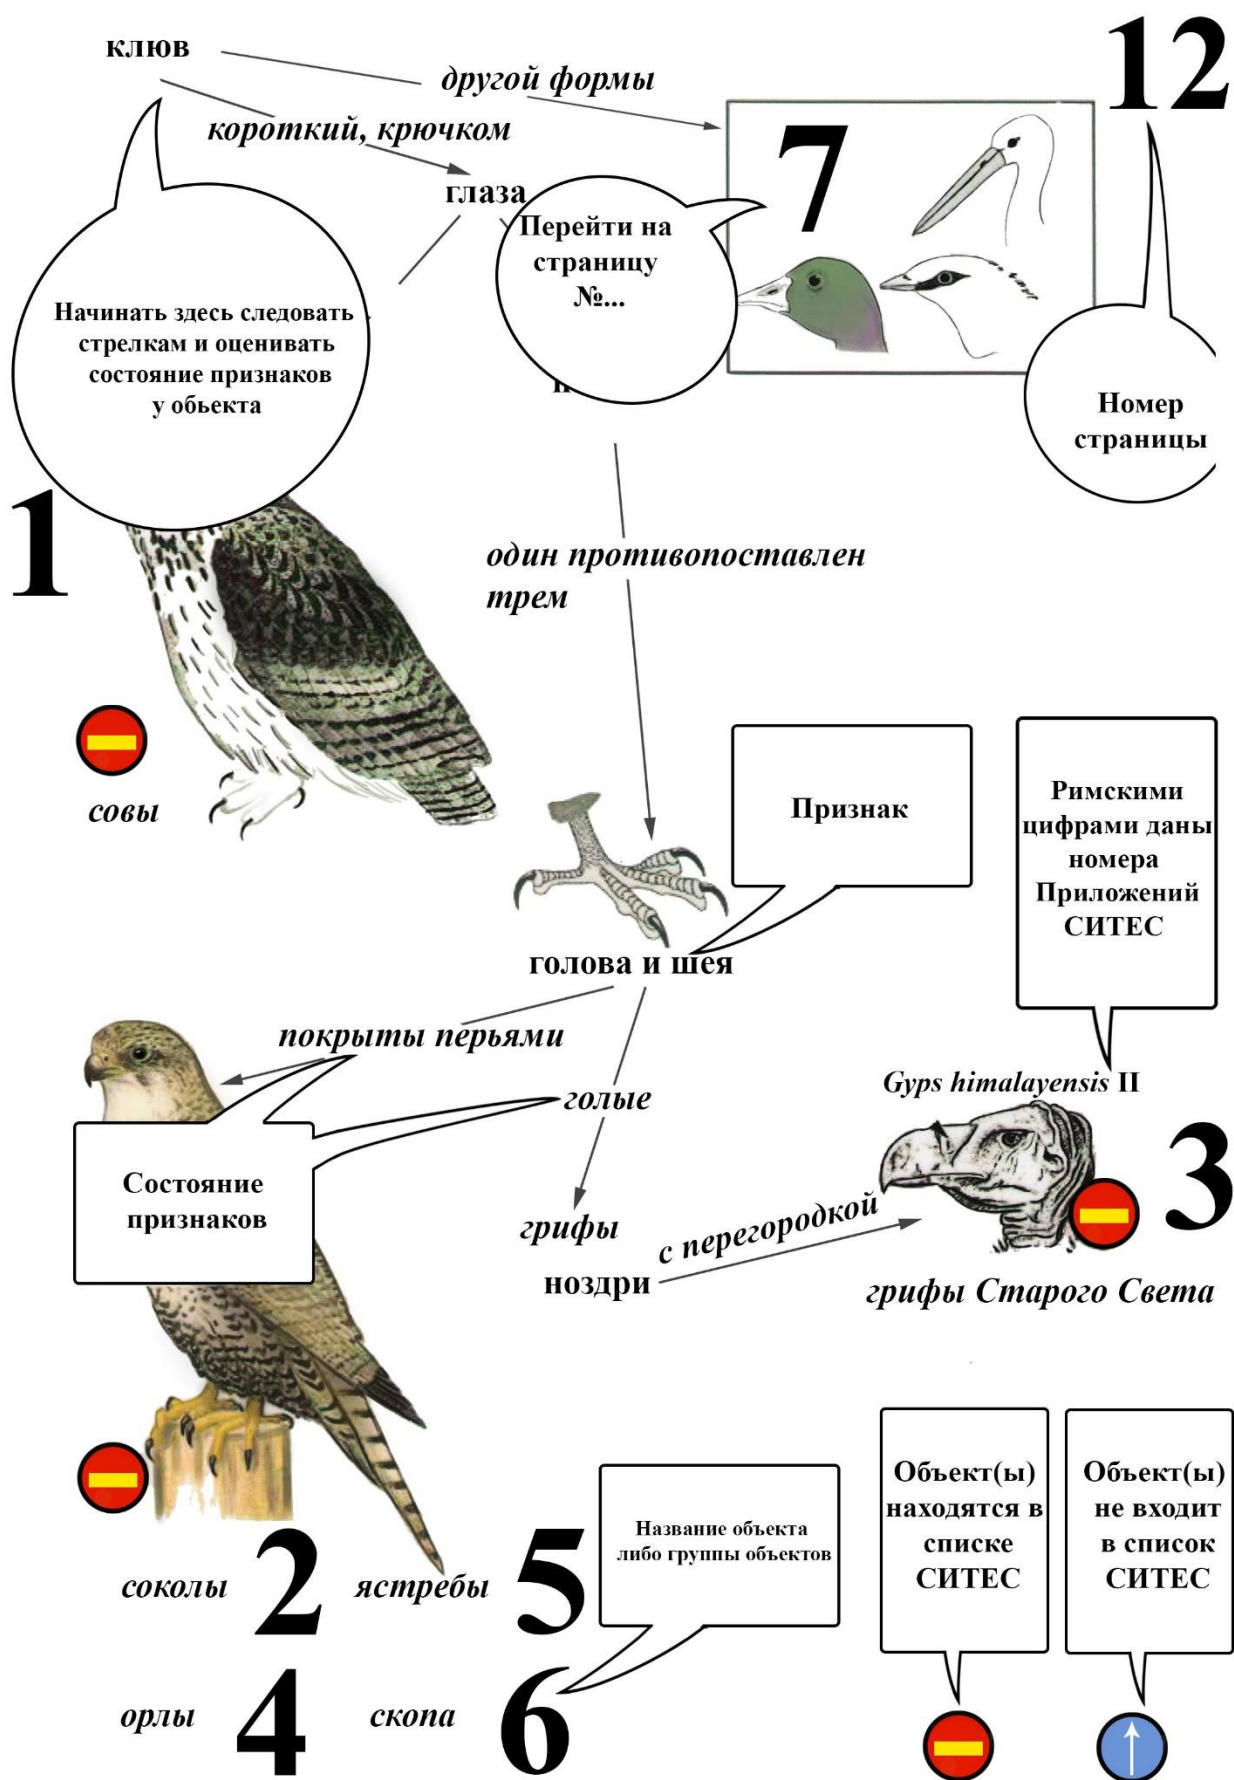 клюв
другой формы
12
короткий, крючком
7
глаза
Перейти на
страницу
№...
Начинать здесь следовать
стрелкам и оценивать
состояние признаков
у обьекта
Номер
страницы
1
один противопоставлен
трем
совы
Признак
Римскими
цифрами даны
номера
Приложений
СИТЕС
голова и шея
покрыты перьями
голые
Gyps himalayensis II
3
Состояние
признаков
грифы
с перегородкой
ноздри
грифы Старого Света
Название объекта
либо группы объектов
Объект(ы)
находятся в
списке
СИТЕС
Объект(ы)
не входит
в список
СИТЕС
соколы 2 ястребы 5
орлы 4 скопа 6